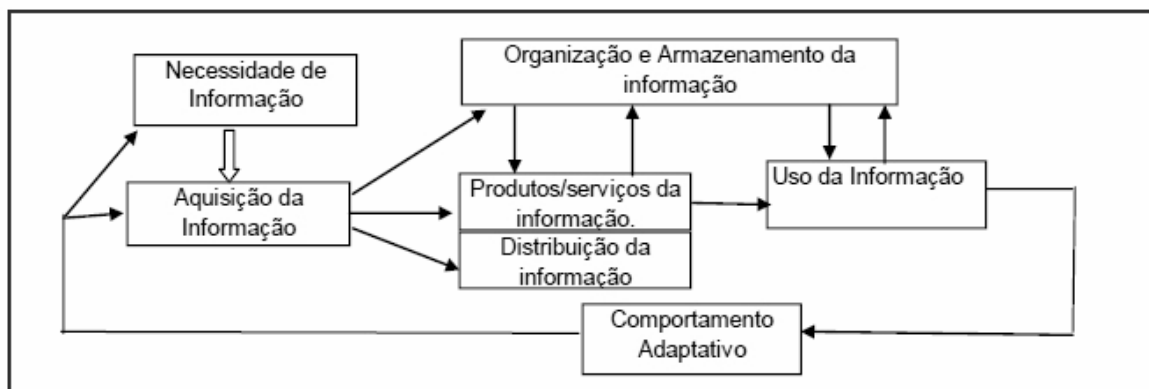 Necessidade de
Informação
Organização e Armazenamento da
informação
Aquisição da
Informação
Produtos/serviços da
informação.
Distribuição da
informação
Uso da Informação
Comportamento
Adaptativo